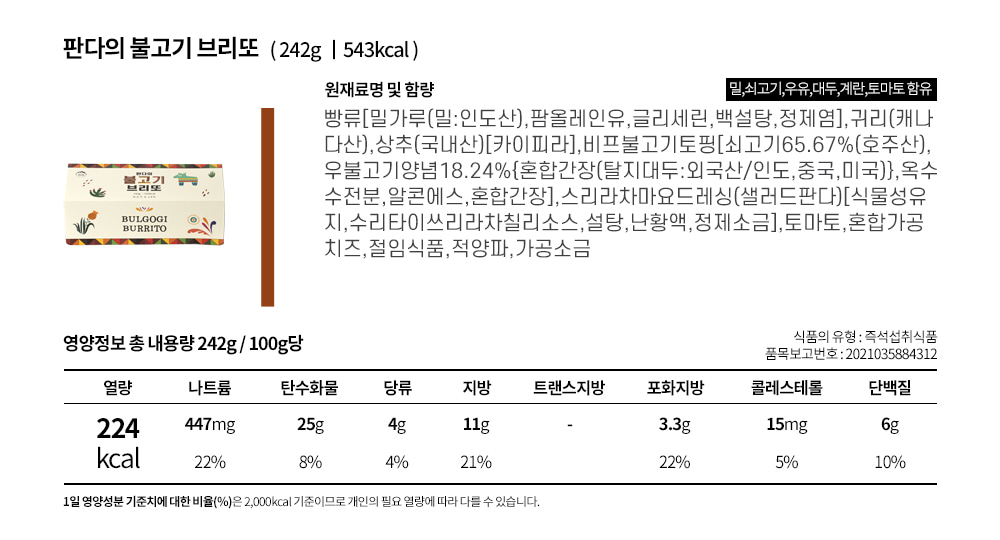 판다의 불고기 브리또 ( 242g ㅣ543kcal )
원재료명 및 함량
밀,쇠고기,우유,대두,계란,토마토 함유
빵류[밀가루(밀:인도산),팜올레인유,글리세린,백설탕,정제염],귀리(캐나
다산),상추(국내산)[카이피라],비프불고기토핑[쇠고기65.67%(호주산),
우불고기양념18.24%{혼합간장(탈지대두:외국산/인도,중국,미국)},옥수
수전분,알콘에스,혼합간장],스리라차마요드레싱(샐러드판다)[식물성유
지,수리타이쓰리라차칠리소스,설탕,난황액,정제소금],토마토,혼합가공
치즈,절임식품,적양파,가공소금
판다의
불고기
브리또
BULGOGI
BURRITO
영양정보 총 내용량 242g / 100g당
식품의 유형 : 즉석섭취식품
품목보고번호 : 2021035884312
열량 나트륨 탄수화물 당류 지방 트랜스지방 포화지방 콜레스테롤 단백질
224 kcal 447mg 25g 4g 11g - 3.3g 15mg 6g
22% 8% 4% 21% 22% 5% 10%
1일 영양성분 기준치에 대한 비율(%)은 2,000kcal 기준이므로 개인의 필요 열량에 따라 다를 수 있습니다.